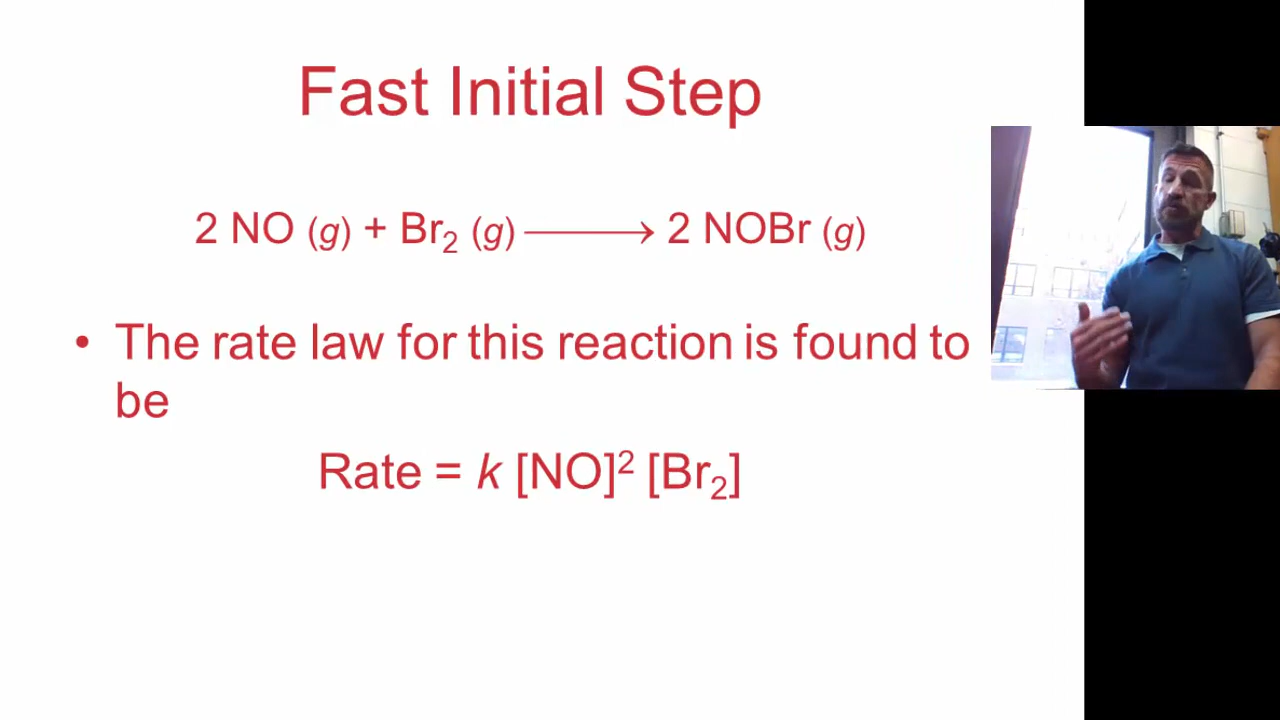 Fast Initial Step
2 NO (g) + Br₂ (g) ⟶ 2 NOBr (g)
• The rate law for this reaction is found to
be
Rate = k [NO]² [Br₂]